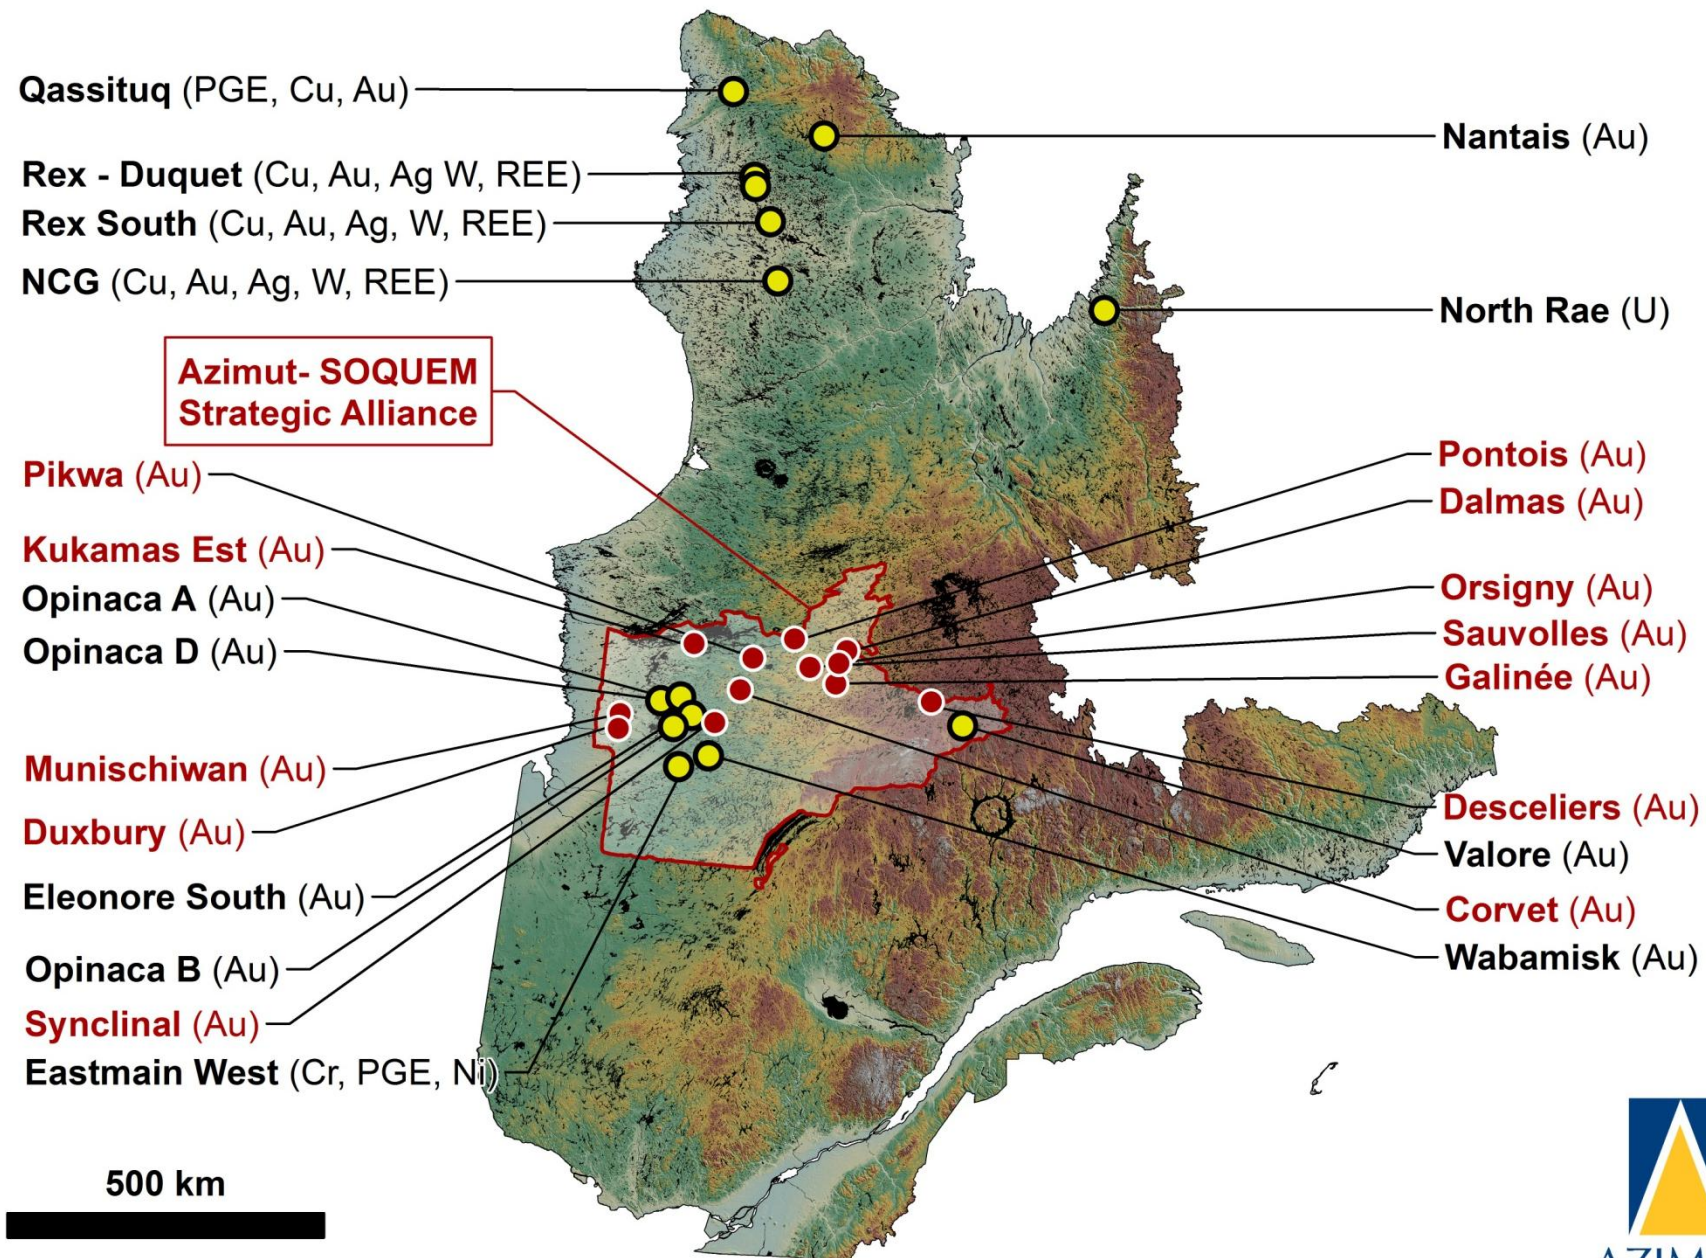 Qassituq (PGE, Cu, Au)
Rex - Duquet (Cu, Au, Ag W, REE)
Rex South (Cu, Au, Ag, W, REE)
NCG (Cu, Au, Ag, W, REE)
Azimut- SOQUEM
Strategic Alliance
Pikwa (Au)
Kukamas Est (Au)
Opinaca A (Au)
Opinaca D (Au)
Munischiwan (Au)
Duxbury (Au)
Eleonore South (Au)
Opinaca B (Au)
Synclinal (Au)
Eastmain West (Cr, PGE, Ni)
500 km
Nantais (Au)
North Rae (U)
Pontois (Au)
Dalmas (Au)
Orsigny (Au)
Sauvolles (Au)
Galinée (Au)
Desceliers (Au)
Valore (Au)
Corvet (Au)
Wabamisk (Au)